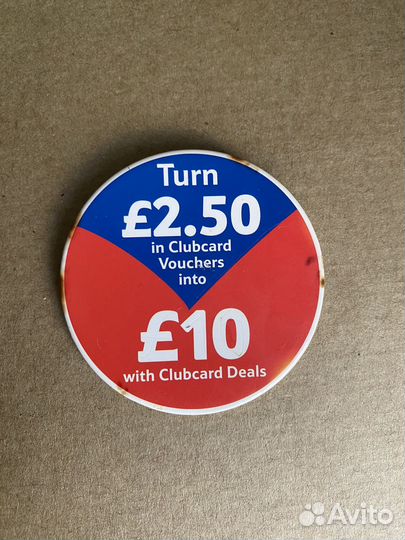 Turn
£2.50
in Clubcard
Vouchers
into
£10
with Clubcard Deals
Avito